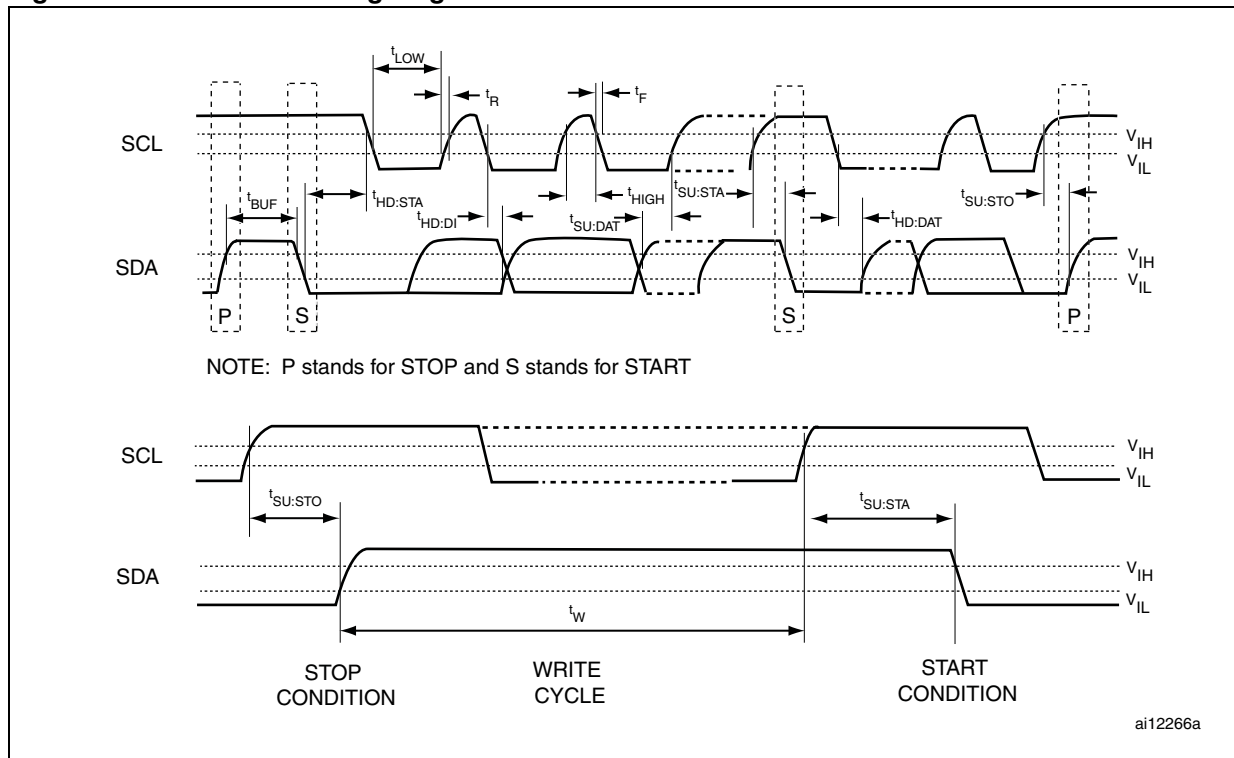 tLOW
tR
tF
SCL
VIH
VIL
tBUF
tHD:STA
tHD:DI
tSU:DAT
tHIGH
tSU:STA
tHD:DAT
tSU:STO
SDA
VIH
VIL
P
S
S
P
NOTE: P stands for STOP and S stands for START
SCL
VIH
VIL
tSU:STO
tSU:STA
SDA
VIH
VIL
tW
STOP
CONDITION
WRITE
CYCLE
START
CONDITION
ai12266a